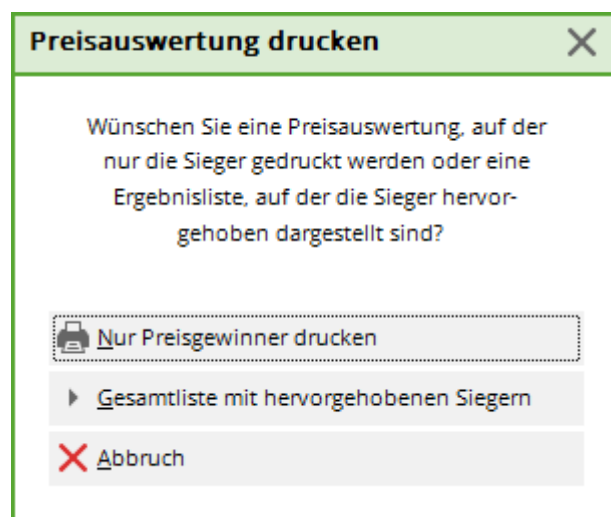 Preisauswertung drucken
Wünschen Sie eine Preisauswertung, auf der
nur die Sieger gedruckt werden oder eine
Ergebnisliste, auf der die Sieger hervor-
gehoben dargestellt sind?
Nur Preisgewinner drucken
Gesamtliste mit hervorgehobenen Siegern
Abbruch